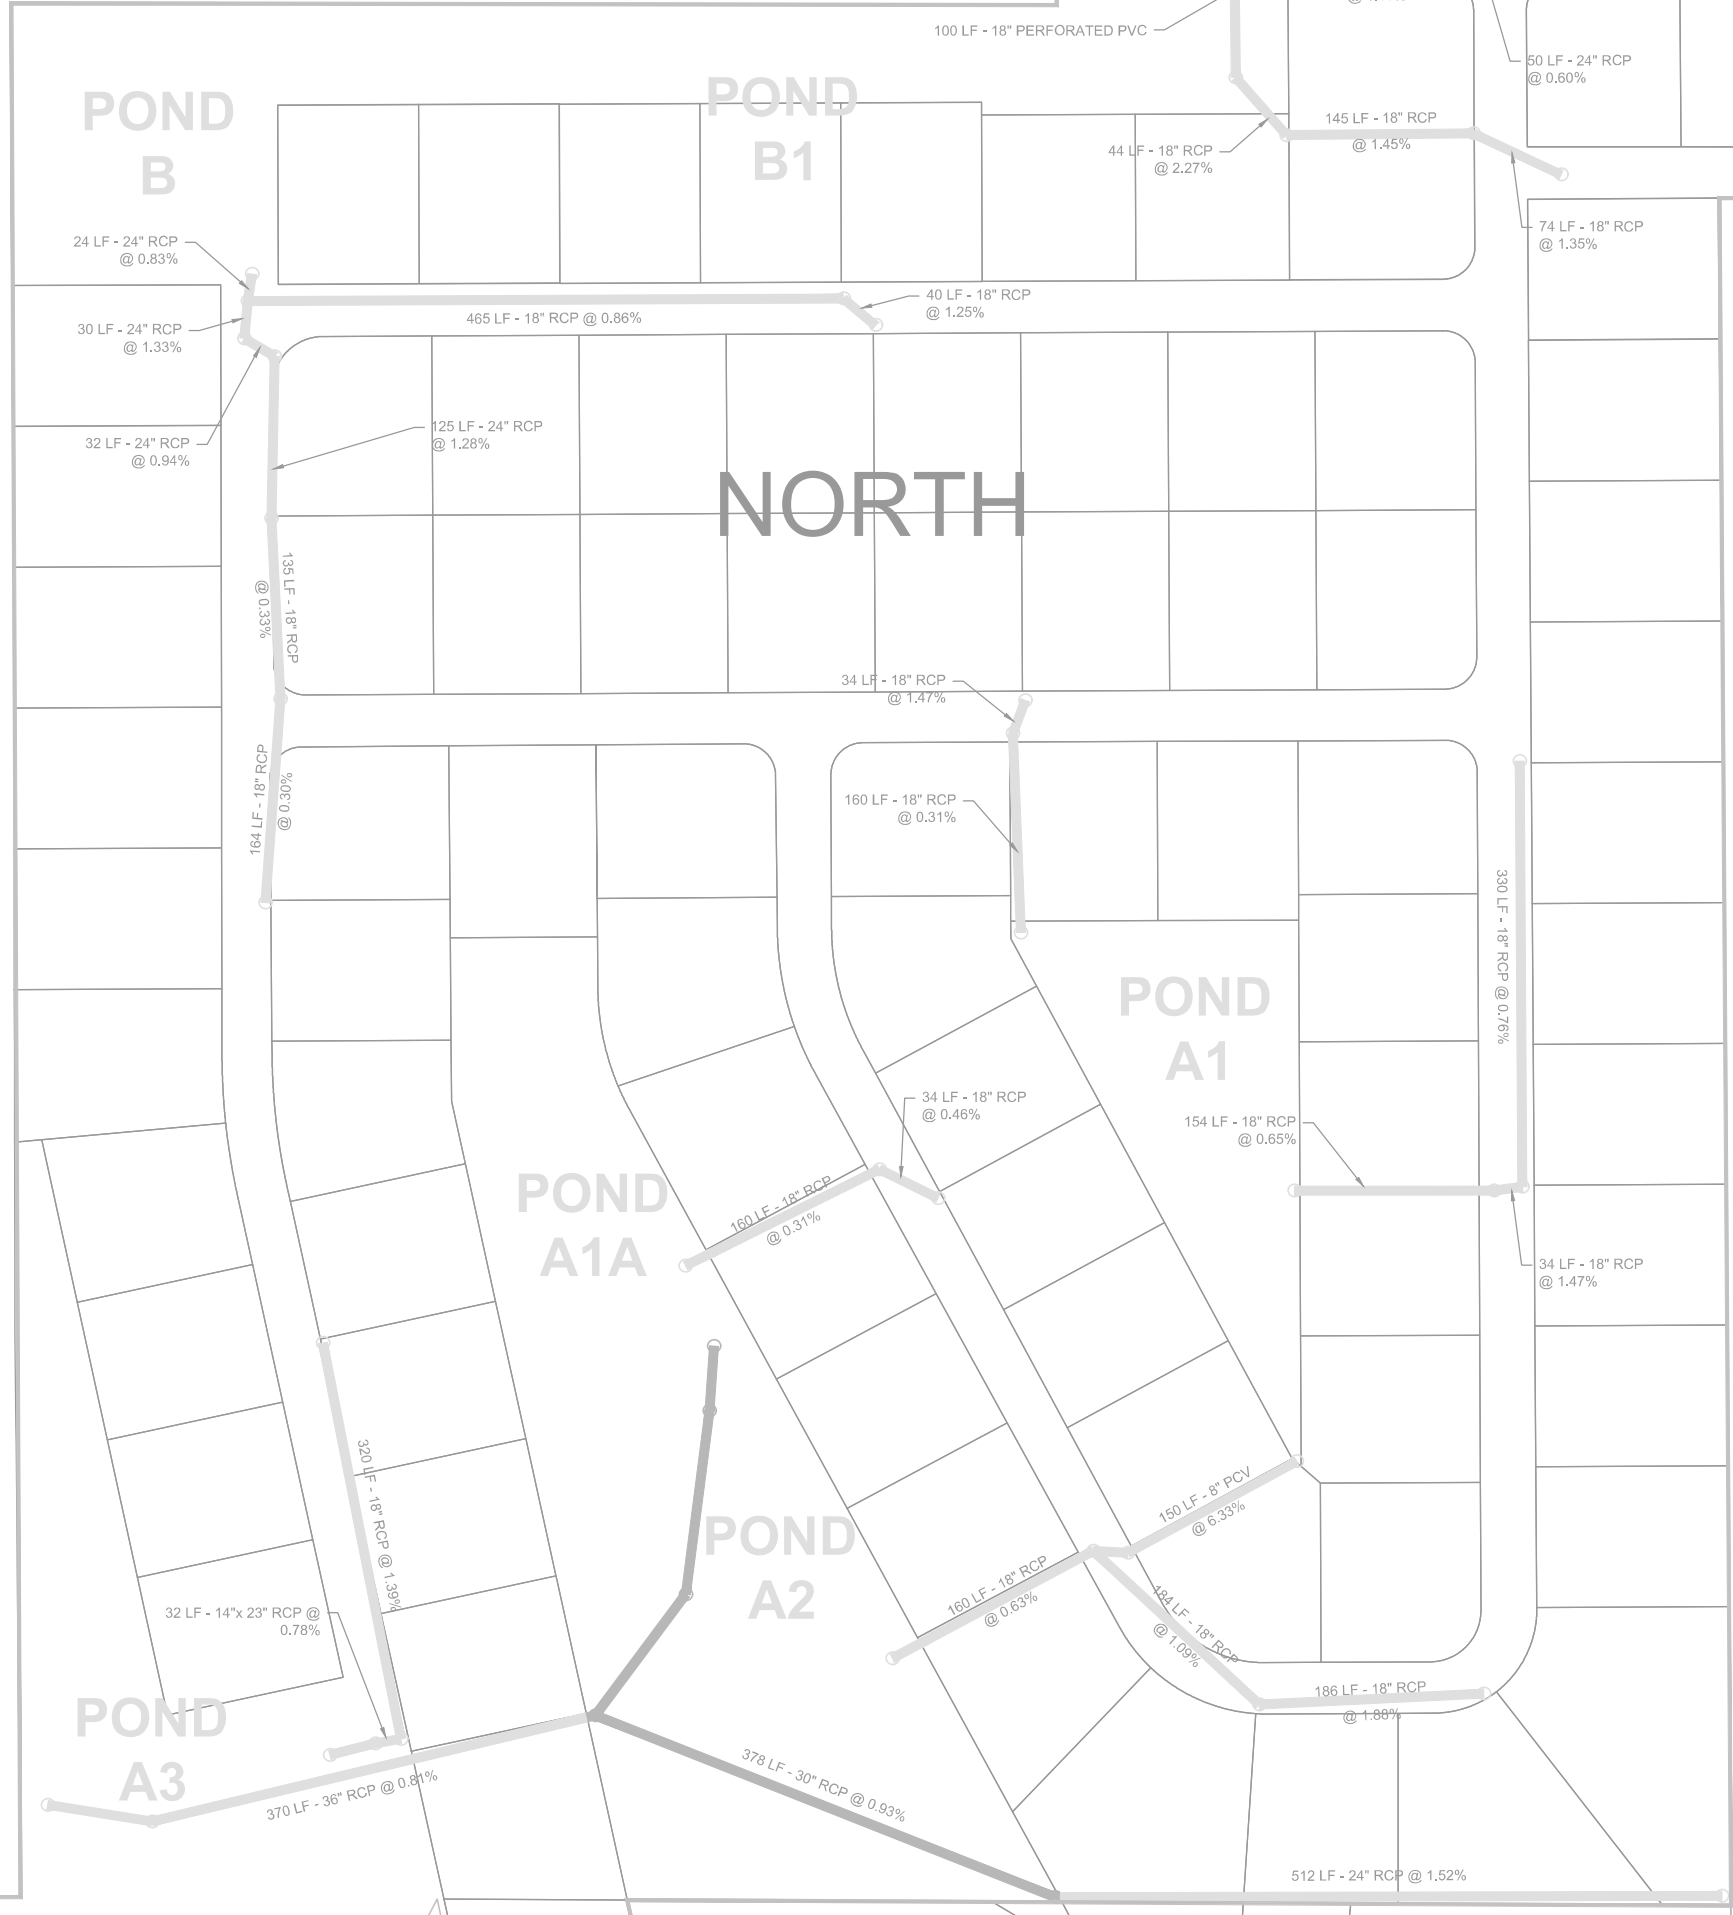 100 LF - 18" PERFORATED PVC
50 LF - 24" RCP
@ 0.60%
POND
B
POND
B1
145 LF - 18" RCP
@ 1.45%
44 LF - 18" RCP
@ 2.27%
74 LF - 18" RCP
@ 1.35%
24 LF - 24" RCP
@ 0.83%
30 LF - 24" RCP
@ 1.33%
465 LF - 18" RCP @ 0.86%
40 LF - 18" RCP
@ 1.25%
32 LF - 24" RCP
@ 0.94%
125 LF - 24" RCP
@ 1.28%
NORTH
135 LF - 18" RCP
@ 0.33%
34 LF - 18" RCP
@ 1.47%
164 LF - 18" RCP
@ 0.30%
160 LF - 18" RCP
@ 0.31%
330 LF - 18" RCP @ 0.76%
POND
A1
34 LF - 18" RCP
@ 0.46%
154 LF - 18" RCP
@ 0.65%
POND
A1A
160 LF - 18" RCP
@ 0.31%
34 LF - 18" RCP
@ 1.47%
320 LF - 18" RCP @ 1.39%
150 LF - 8" PCV
@ 6.33%
POND
A2
160 LF - 18" RCP
@ 0.63%
184 LF - 18" RCP
@ 1.09%
32 LF - 14"x 23" RCP @
0.78%
186 LF - 18" RCP
@ 1.88%
POND
A3
370 LF - 36" RCP @ 0.81%
378 LF - 30" RCP @ 0.93%
512 LF - 24" RCP @ 1.52%